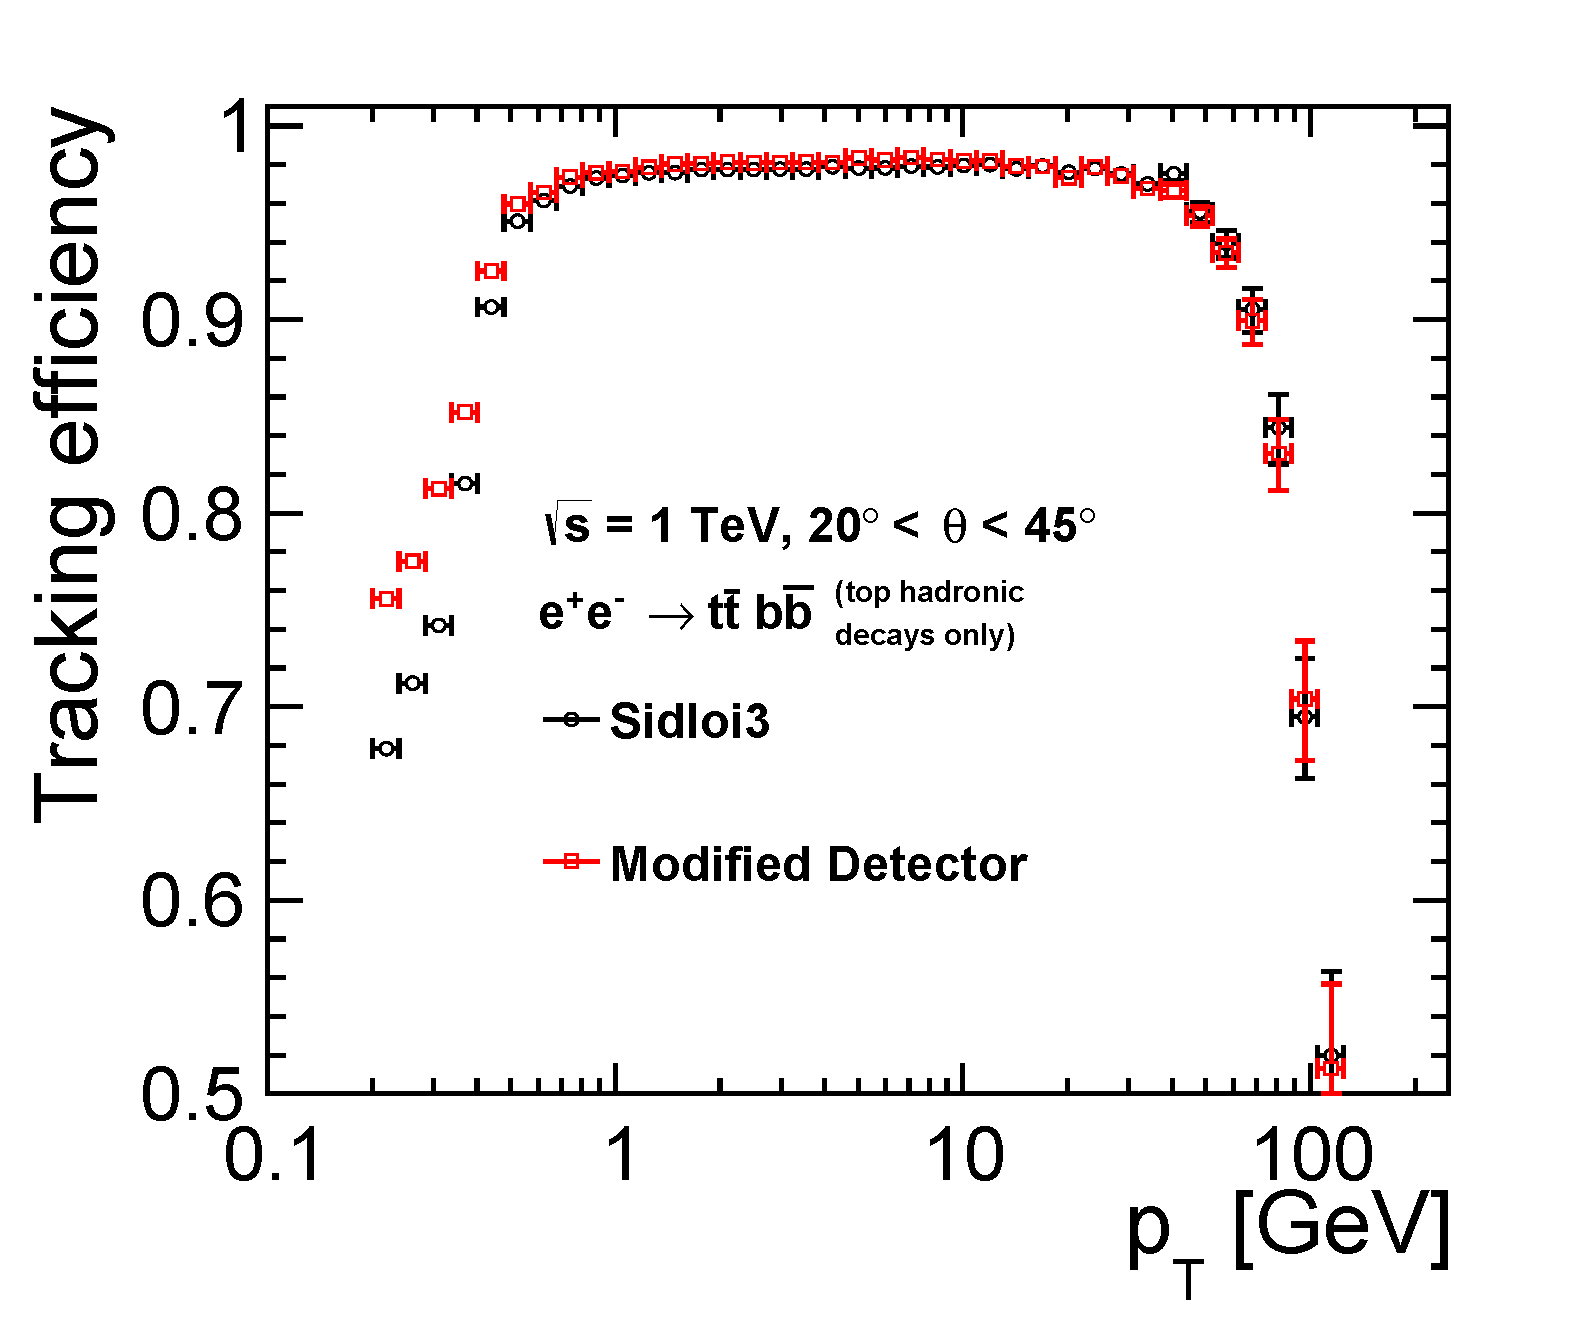 Tracking efficiency
1
0.9
0.8
0.7
0.6
0.5
√s = 1 TeV, 20° < θ < 45°
e⁺e⁻ → tt̄ bb̄ (top hadronic
decays only)
Sidloi3
Modified Detector
0.1 1 10 100
p_T [GeV]